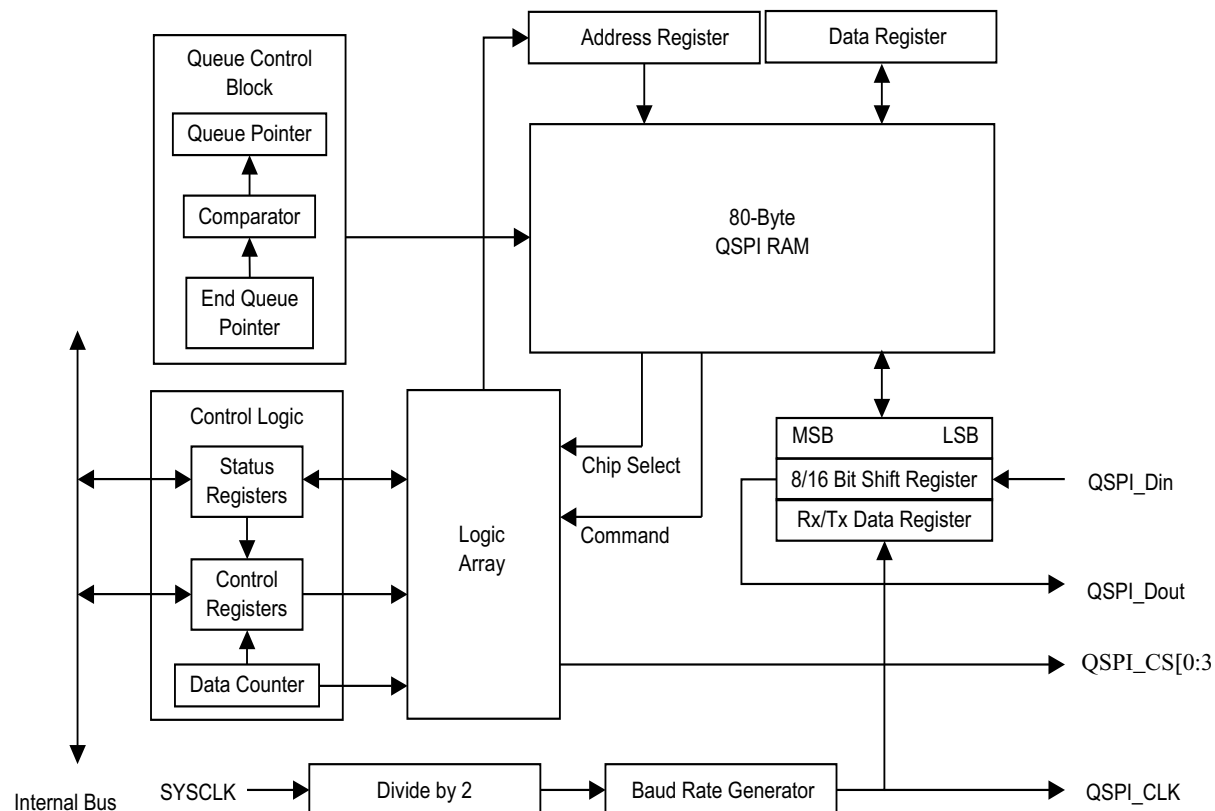 Address Register
Data Register
Queue Control
Block
Queue Pointer
Comparator
End Queue
Pointer
80-Byte
QSPI RAM
Control Logic
Status
Registers
Control
Registers
Data Counter
Logic
Array
Chip Select
Command
MSB LSB
8/16 Bit Shift Register
Rx/Tx Data Register
QSPI_Din
QSPI_Dout
QSPI_CS[0:3
Internal Bus
SYSCLK
Divide by 2
Baud Rate Generator
QSPI_CLK